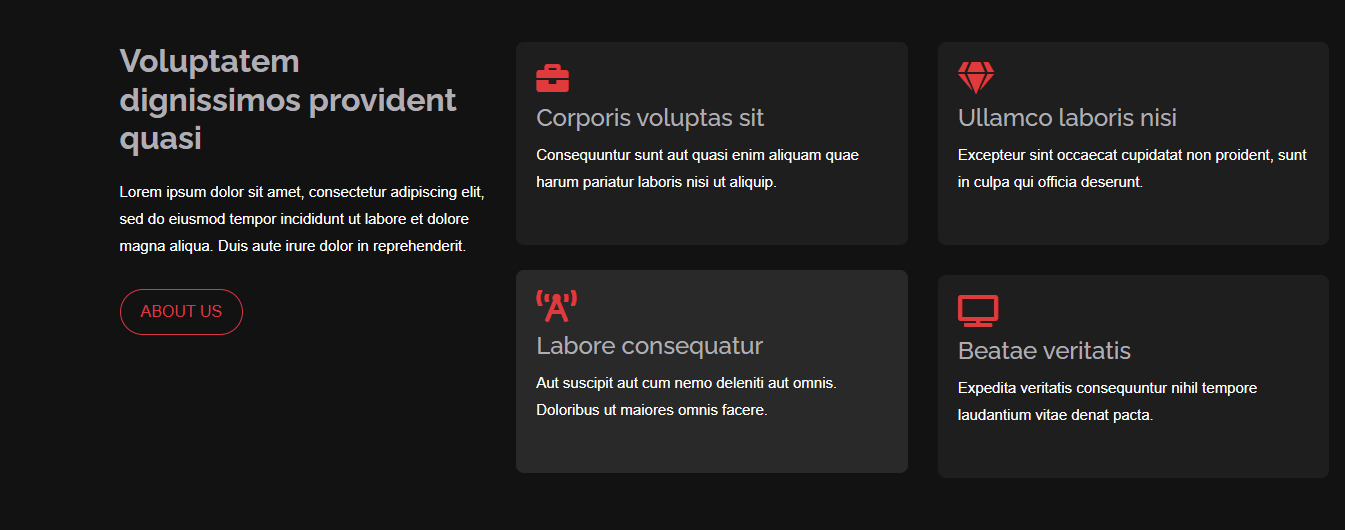 Voluptatem
dignissimos provident
quasi
Lorem ipsum dolor sit amet, consectetur adipiscing elit,
sed do eiusmod tempor incididunt ut labore et dolore
magna aliqua. Duis aute irure dolor in reprehenderit.
ABOUT US
Corporis voluptas sit
Consequuntur sunt aut quasi enim aliquam quae
harum pariatur laboris nisi ut aliquip.
Ullamco laboris nisi
Excepteur sint occaecat cupidatat non proident, sunt
in culpa qui officia deserunt.
Labore consequatur
Aut suscipit aut cum nemo deleniti aut omnis.
Doloribus ut maiores omnis facere.
Beatae veritatis
Expedita veritatis consequuntur nihil tempore
laudantium vitae denat pacta.